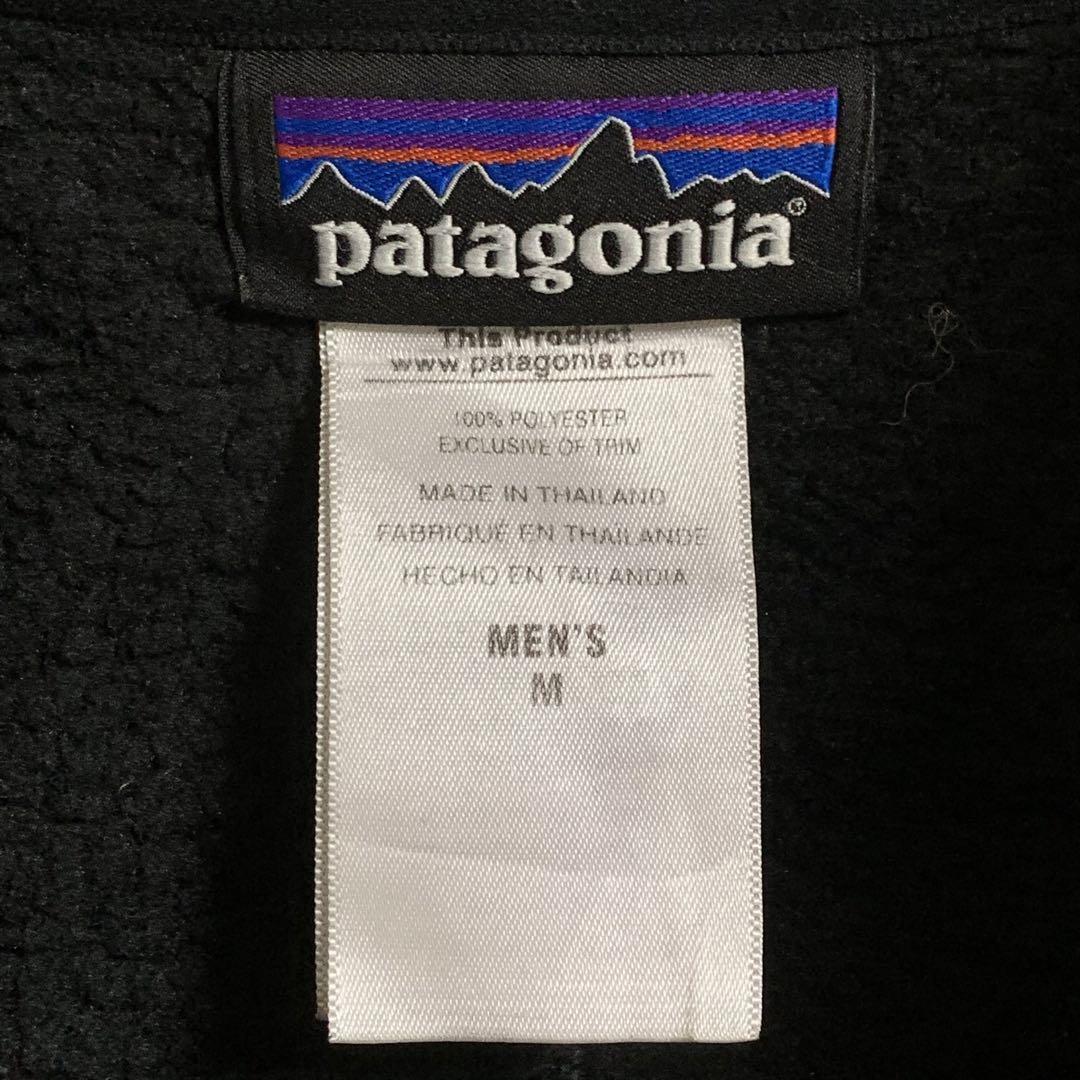 patagonia®
This Product
www.patagonia.com
100% POLYESTER
EXCLUSIVE OF TRIM
MADE IN THAILAND
FABRIQUÉ EN THAILANDE
HECHO EN TAILANDIA
MEN'S
M